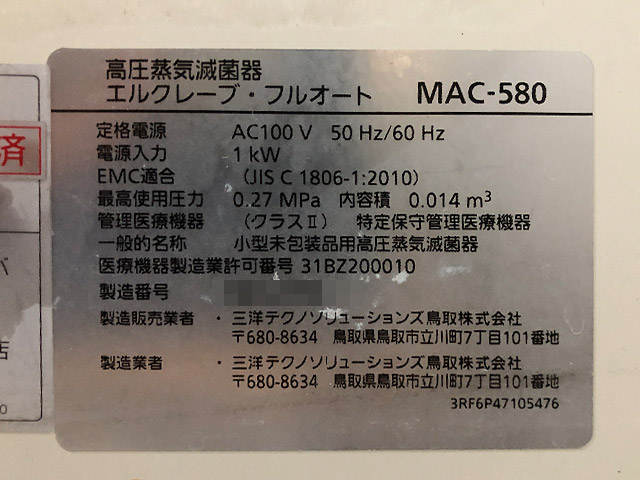 高圧蒸気滅菌器
エルクレーブ・フルオート MAC-580
定格電源 AC100 V 50 Hz/60 Hz
電源入力 1 kW
EMC適合 (JIS C 1806-1:2010)
最高使用圧力 0.27 MPa 内容積 0.014 m³
管理医療機器 (クラスⅡ) 特定保守管理医療機器
一般的名称 小型未包装品用高圧蒸気滅菌器
医療機器製造業許可番号 31BZ200010
製造番号
製造販売業者 ・三洋テクノソリューションズ鳥取株式会社
〒680-8634 鳥取県鳥取市立川町7丁目101番地
製造業者 ・三洋テクノソリューションズ鳥取株式会社
〒680-8634 鳥取県鳥取市立川町7丁目101番地
3RF6P47105476
済
店